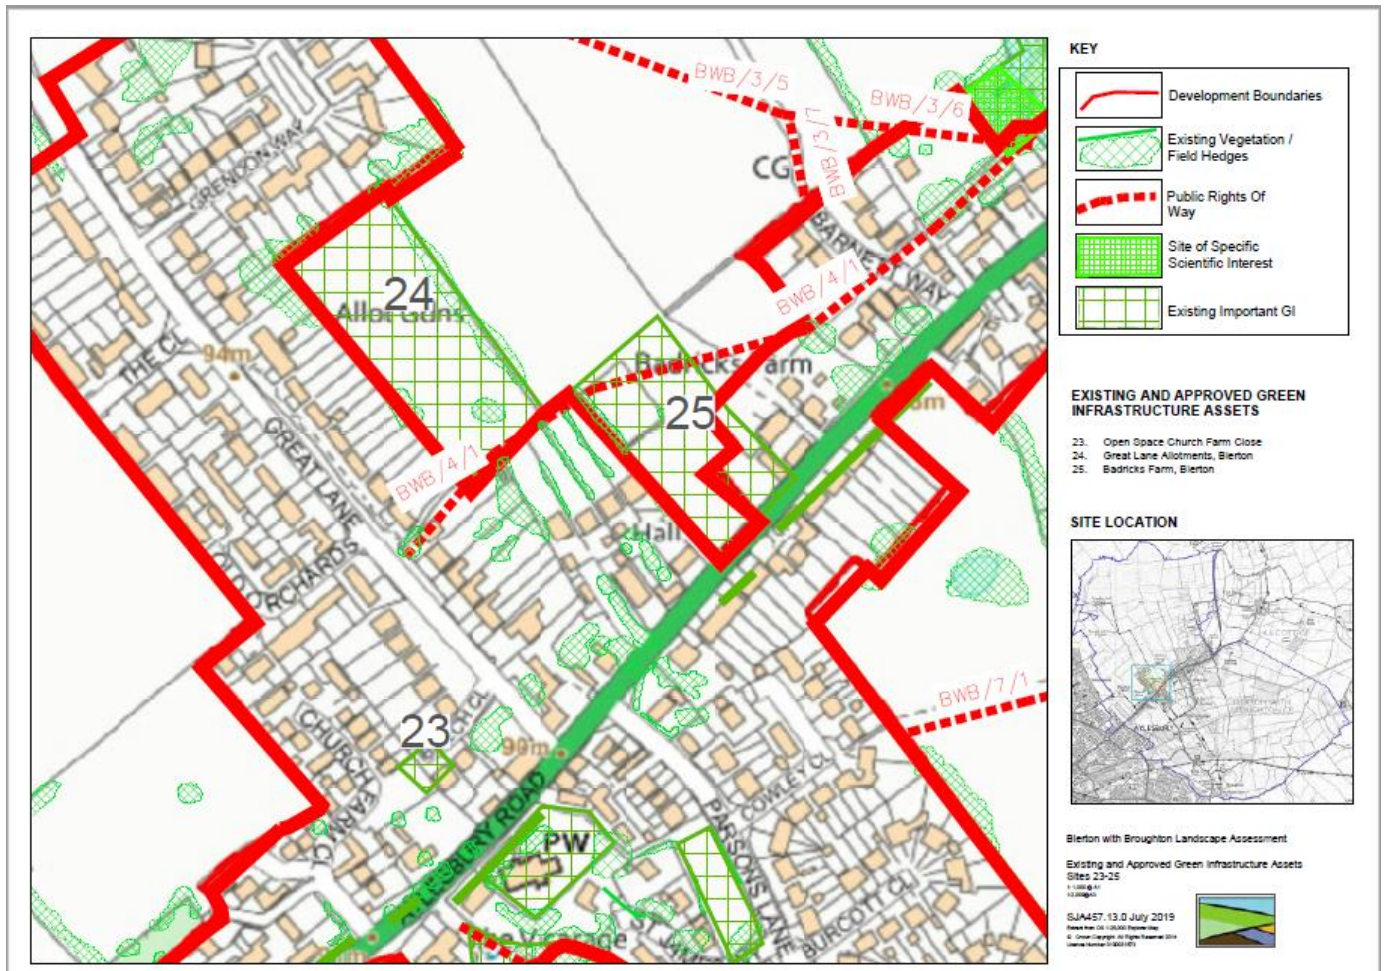 BWB/3/5
BWB/3/6
BWB/3/7
CG
GRENDON WAY
BARNETT WAY
BWB/4/1
24
THE CL
94m
Badricks Farm
25
BWB/4/1
GREAT LANE
Hall
OLD ORCHARDS
BWB/7/1
23
CHURCH FARM CL
90m
AYLESBURY ROAD
PW
COWLEY CL
PARSONS LANE
BURCOTT CL
KEY
Development Boundaries
Existing Vegetation /
Field Hedges
Public Rights Of
Way
Site of Specific
Scientific Interest
Existing Important GI
EXISTING AND APPROVED GREEN
INFRASTRUCTURE ASSETS
23. Open Space Church Farm Close
24. Great Lane Allotments, Bierton
25. Badricks Farm, Bierton
SITE LOCATION
Bierton with Broughton Landscape Assessment
Existing and Approved Green Infrastructure Assets
Sites 23-25
SJA457.13.0 July 2019